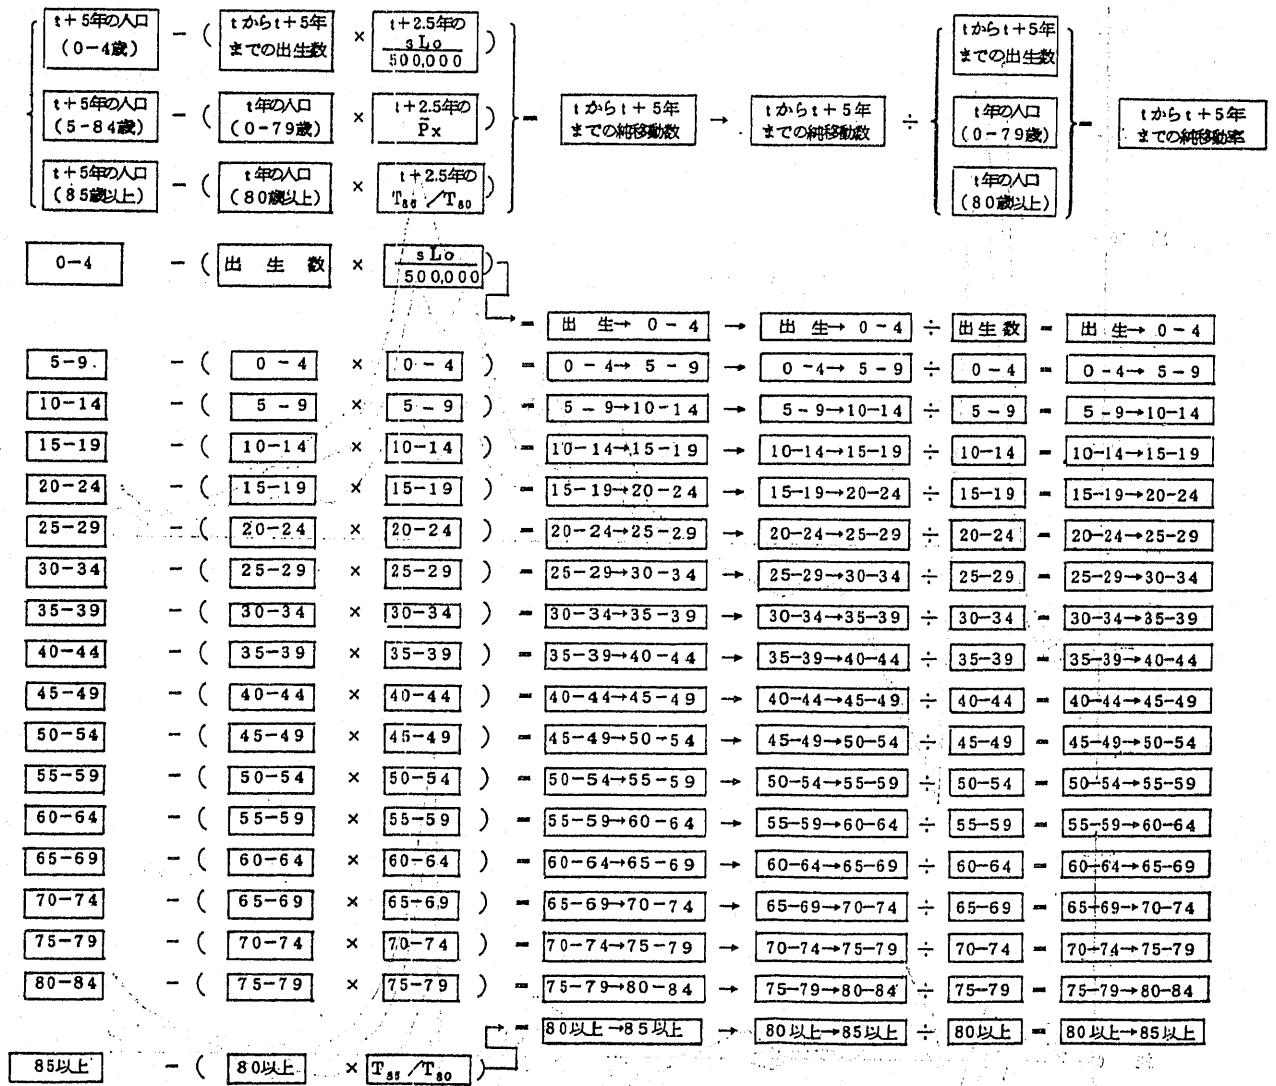 t+5年の人口 tからt+5年 t+2.5年の tからt+5年
(0-4歳) - ( までの出生数 × sLo/500,000 ) までの出生数
t+5年の人口 t年の人口 t+2.5年の tからt+5年 tからt+5年 t年の人口 tからt+5年
(5-84歳) - ( (0-79歳) × P̄x ) = までの純移動数 → までの純移動数 ÷ (0-79歳) = までの純移動率
t+5年の人口 t年の人口 t+2.5年の t年の人口
(85歳以上) - ( (80歳以上) × T85/T80 ) (80歳以上)
0-4 - ( 出生数 × sLo/500,000 )
= 出生→0-4 → 出生→0-4 ÷ 出生数 = 出生→0-4
5-9. - ( 0-4 × 0-4 ) = 0-4→5-9 → 0-4→5-9 ÷ 0-4 = 0-4→5-9
10-14 - ( 5-9 × 5-9 ) = 5-9→10-14 → 5-9→10-14 ÷ 5-9 = 5-9→10-14
15-19 - ( 10-14 × 10-14 ) = 10-14→15-19 → 10-14→15-19 ÷ 10-14 = 10-14→15-19
20-24 - ( 15-19 × 15-19 ) = 15-19→20-24 → 15-19→20-24 ÷ 15-19 = 15-19→20-24
25-29 - ( 20-24 × 20-24 ) = 20-24→25-29 → 20-24→25-29 ÷ 20-24 = 20-24→25-29
30-34 - ( 25-29 × 25-29 ) = 25-29→30-34 → 25-29→30-34 ÷ 25-29 = 25-29→30-34
35-39 - ( 30-34 × 30-34 ) = 30-34→35-39 → 30-34→35-39 ÷ 30-34 = 30-34→35-39
40-44 - ( 35-39 × 35-39 ) = 35-39→40-44 → 35-39→40-44 ÷ 35-39 = 35-39→40-44
45-49 - ( 40-44 × 40-44 ) = 40-44→45-49 → 40-44→45-49 ÷ 40-44 = 40-44→45-49
50-54 - ( 45-49 × 45-49 ) = 45-49→50-54 → 45-49→50-54 ÷ 45-49 = 45-49→50-54
55-59 - ( 50-54 × 50-54 ) = 50-54→55-59 → 50-54→55-59 ÷ 50-54 = 50-54→55-59
60-64 - ( 55-59 × 55-59 ) = 55-59→60-64 → 55-59→60-64 ÷ 55-59 = 55-59→60-64
65-69 - ( 60-64 × 60-64 ) = 60-64→65-69 → 60-64→65-69 ÷ 60-64 = 60-64→65-69
70-74 - ( 65-69 × 65-69 ) = 65-69→70-74 → 65-69→70-74 ÷ 65-69 = 65-69→70-74
75-79 - ( 70-74 × 70-74 ) = 70-74→75-79 → 70-74→75-79 ÷ 70-74 = 70-74→75-79
80-84 - ( 75-79 × 75-79 ) = 75-79→80-84 → 75-79→80-84 ÷ 75-79 = 75-79→80-84
= 80以上→85以上 → 80以上→85以上 ÷ 80以上 = 80以上→85以上
85以上 - ( 80以上 × T85/T80 )